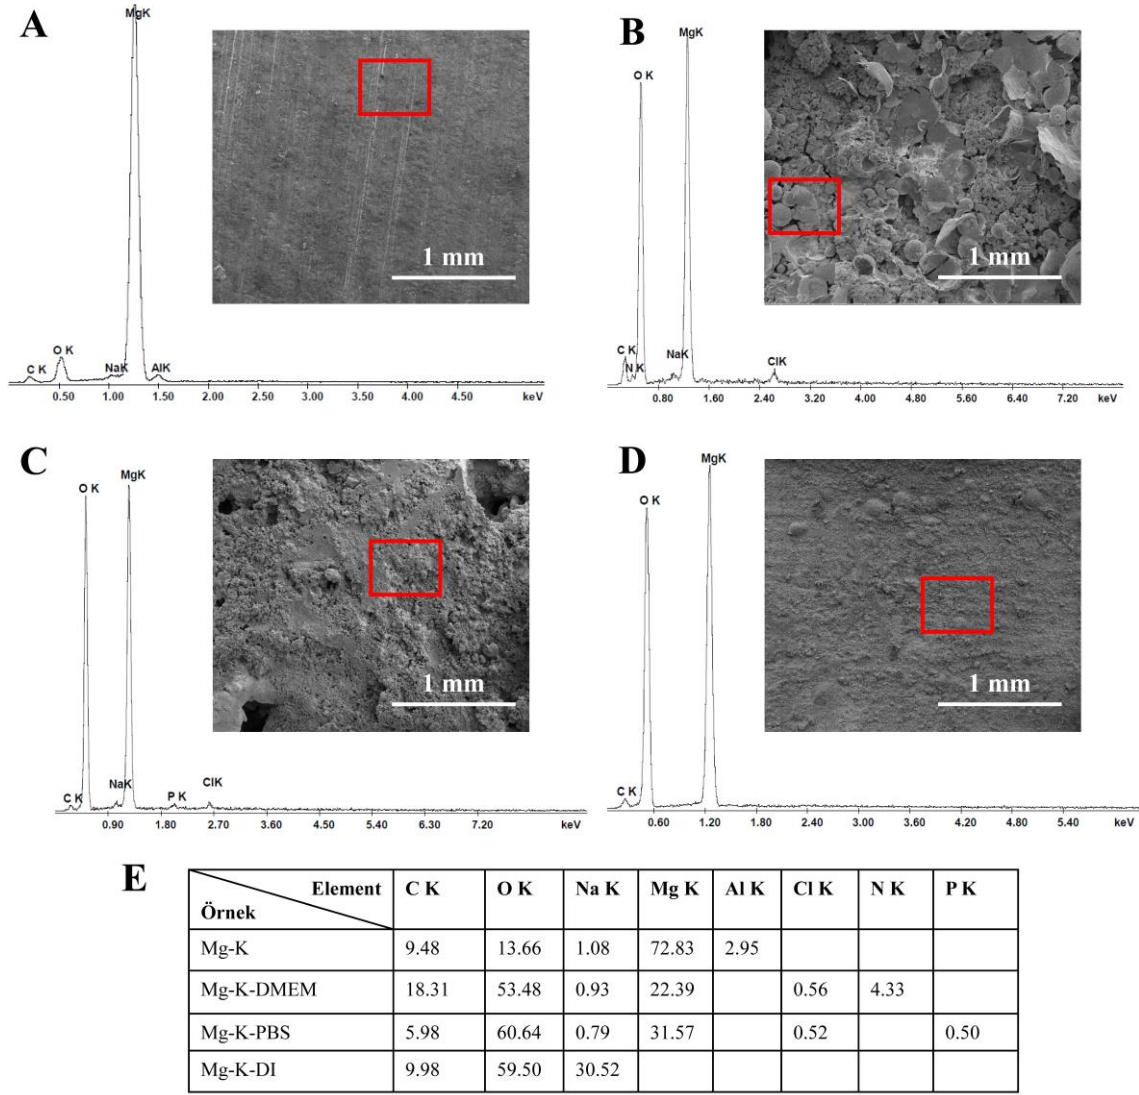 A
MgK
O K
C K
NaK
AlK
1 mm
0.50 1.00 1.50 2.00 2.50 3.00 3.50 4.00 4.50 keV
B
MgK
O K
C K
N K
NaK
ClK
1 mm
0.80 1.60 2.40 3.20 4.00 4.80 5.60 6.40 7.20 keV
C
O K
MgK
C K
NaK
P K
ClK
1 mm
0.90 1.80 2.70 3.60 4.50 5.40 6.30 7.20 keV
D
MgK
O K
C K
1 mm
0.60 1.20 1.80 2.40 3.00 3.60 4.20 4.80 5.40 keV
E
Element
Örnek
C K O K Na K Mg K Al K Cl K N K P K
Mg-K 9.48 13.66 1.08 72.83 2.95
Mg-K-DMEM 18.31 53.48 0.93 22.39 0.56 4.33
Mg-K-PBS 5.98 60.64 0.79 31.57 0.52 0.50
Mg-K-DI 9.98 59.50 30.52